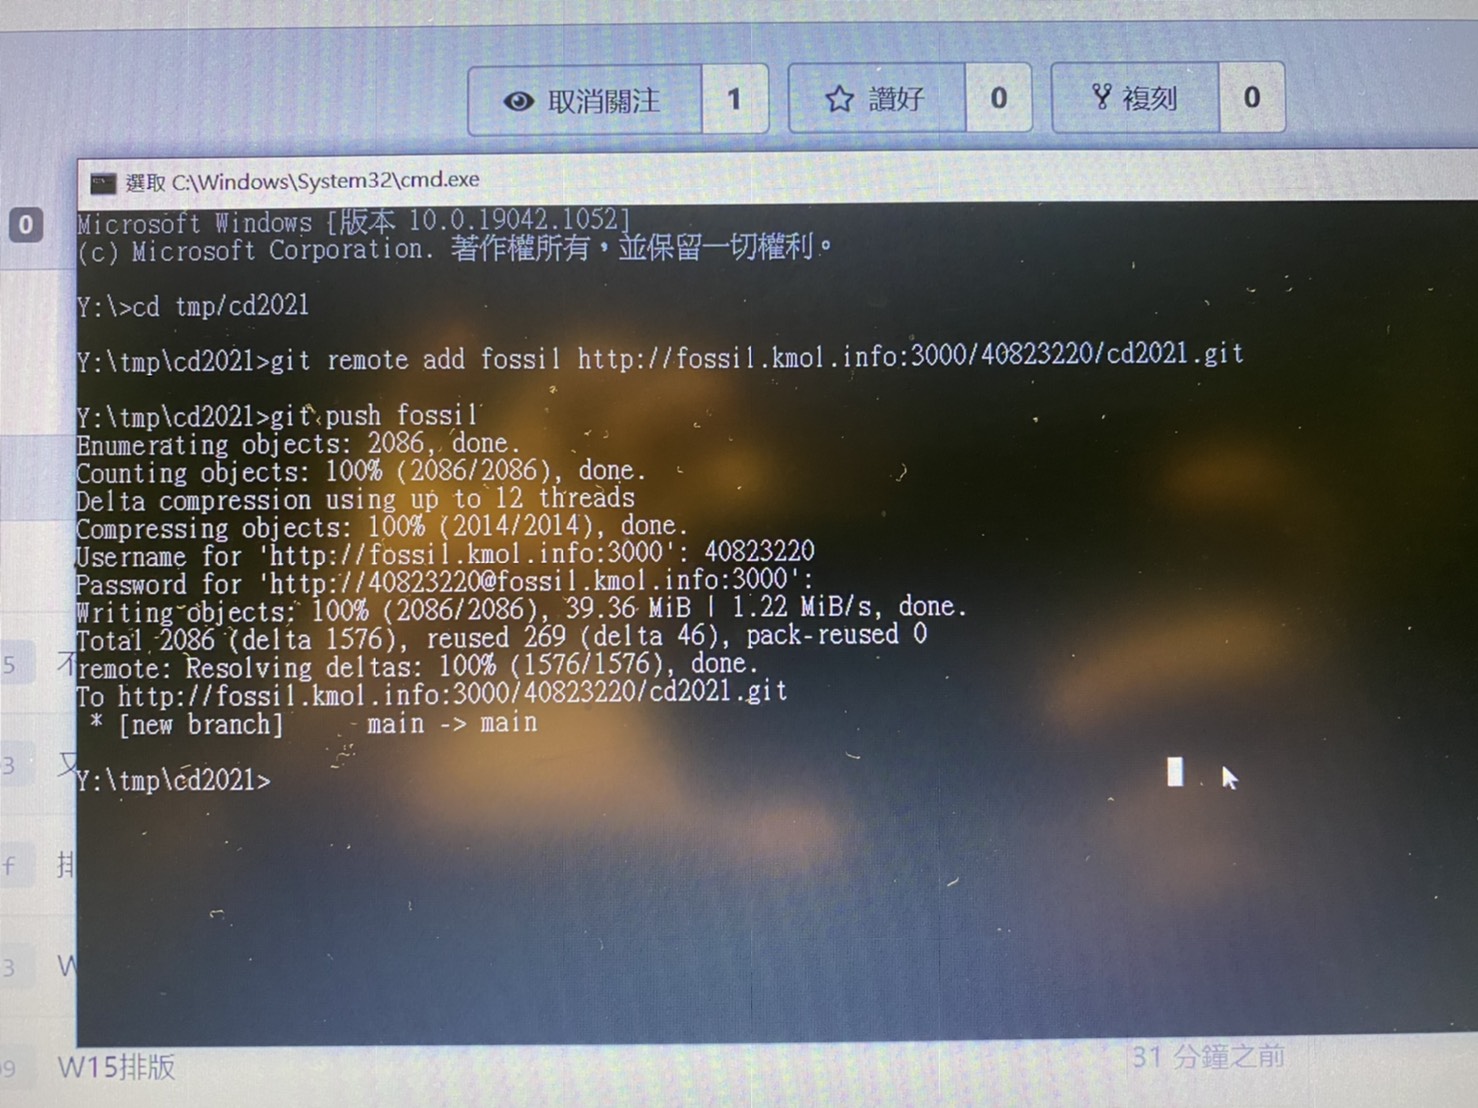 取消關注 1 讚好 0 複刻 0
選取 C:\Windows\System32\cmd.exe
0
Microsoft Windows [版本 10.0.19042.1052]
(c) Microsoft Corporation. 著作權所有，並保留一切權利。
Y:\>cd tmp/cd2021
Y:\tmp\cd2021>git remote add fossil http://fossil.kmol.info:3000/40823220/cd2021.git
Y:\tmp\cd2021>git push fossil
Enumerating objects: 2086, done.
Counting objects: 100% (2086/2086), done.
Delta compression using up to 12 threads
Compressing objects: 100% (2014/2014), done.
Username for 'http://fossil.kmol.info:3000': 40823220
Password for 'http://40823220@fossil.kmol.info:3000':
Writing objects: 100% (2086/2086), 39.36 MiB | 1.22 MiB/s, done.
Total 2086 (delta 1576), reused 269 (delta 46), pack-reused 0
5 不
remote: Resolving deltas: 100% (1576/1576), done.
To http://fossil.kmol.info:3000/40823220/cd2021.git
* [new branch] main -> main
3 又
Y:\tmp\cd2021>
f 排
3 W
9 W15排版 31 分鐘之前